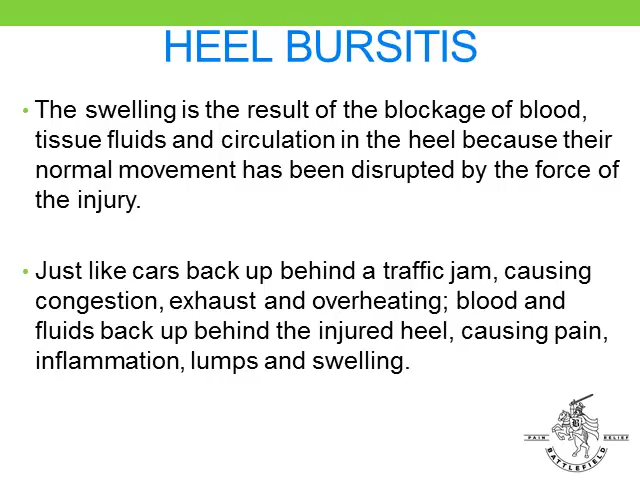 HEEL BURSITIS
• The swelling is the result of the blockage of blood,
tissue fluids and circulation in the heel because their
normal movement has been disrupted by the force of
the injury.
• Just like cars back up behind a traffic jam, causing
congestion, exhaust and overheating; blood and
fluids back up behind the injured heel, causing pain,
inflammation, lumps and swelling.
B
PAIN RELIEF
BATTLEFIELD